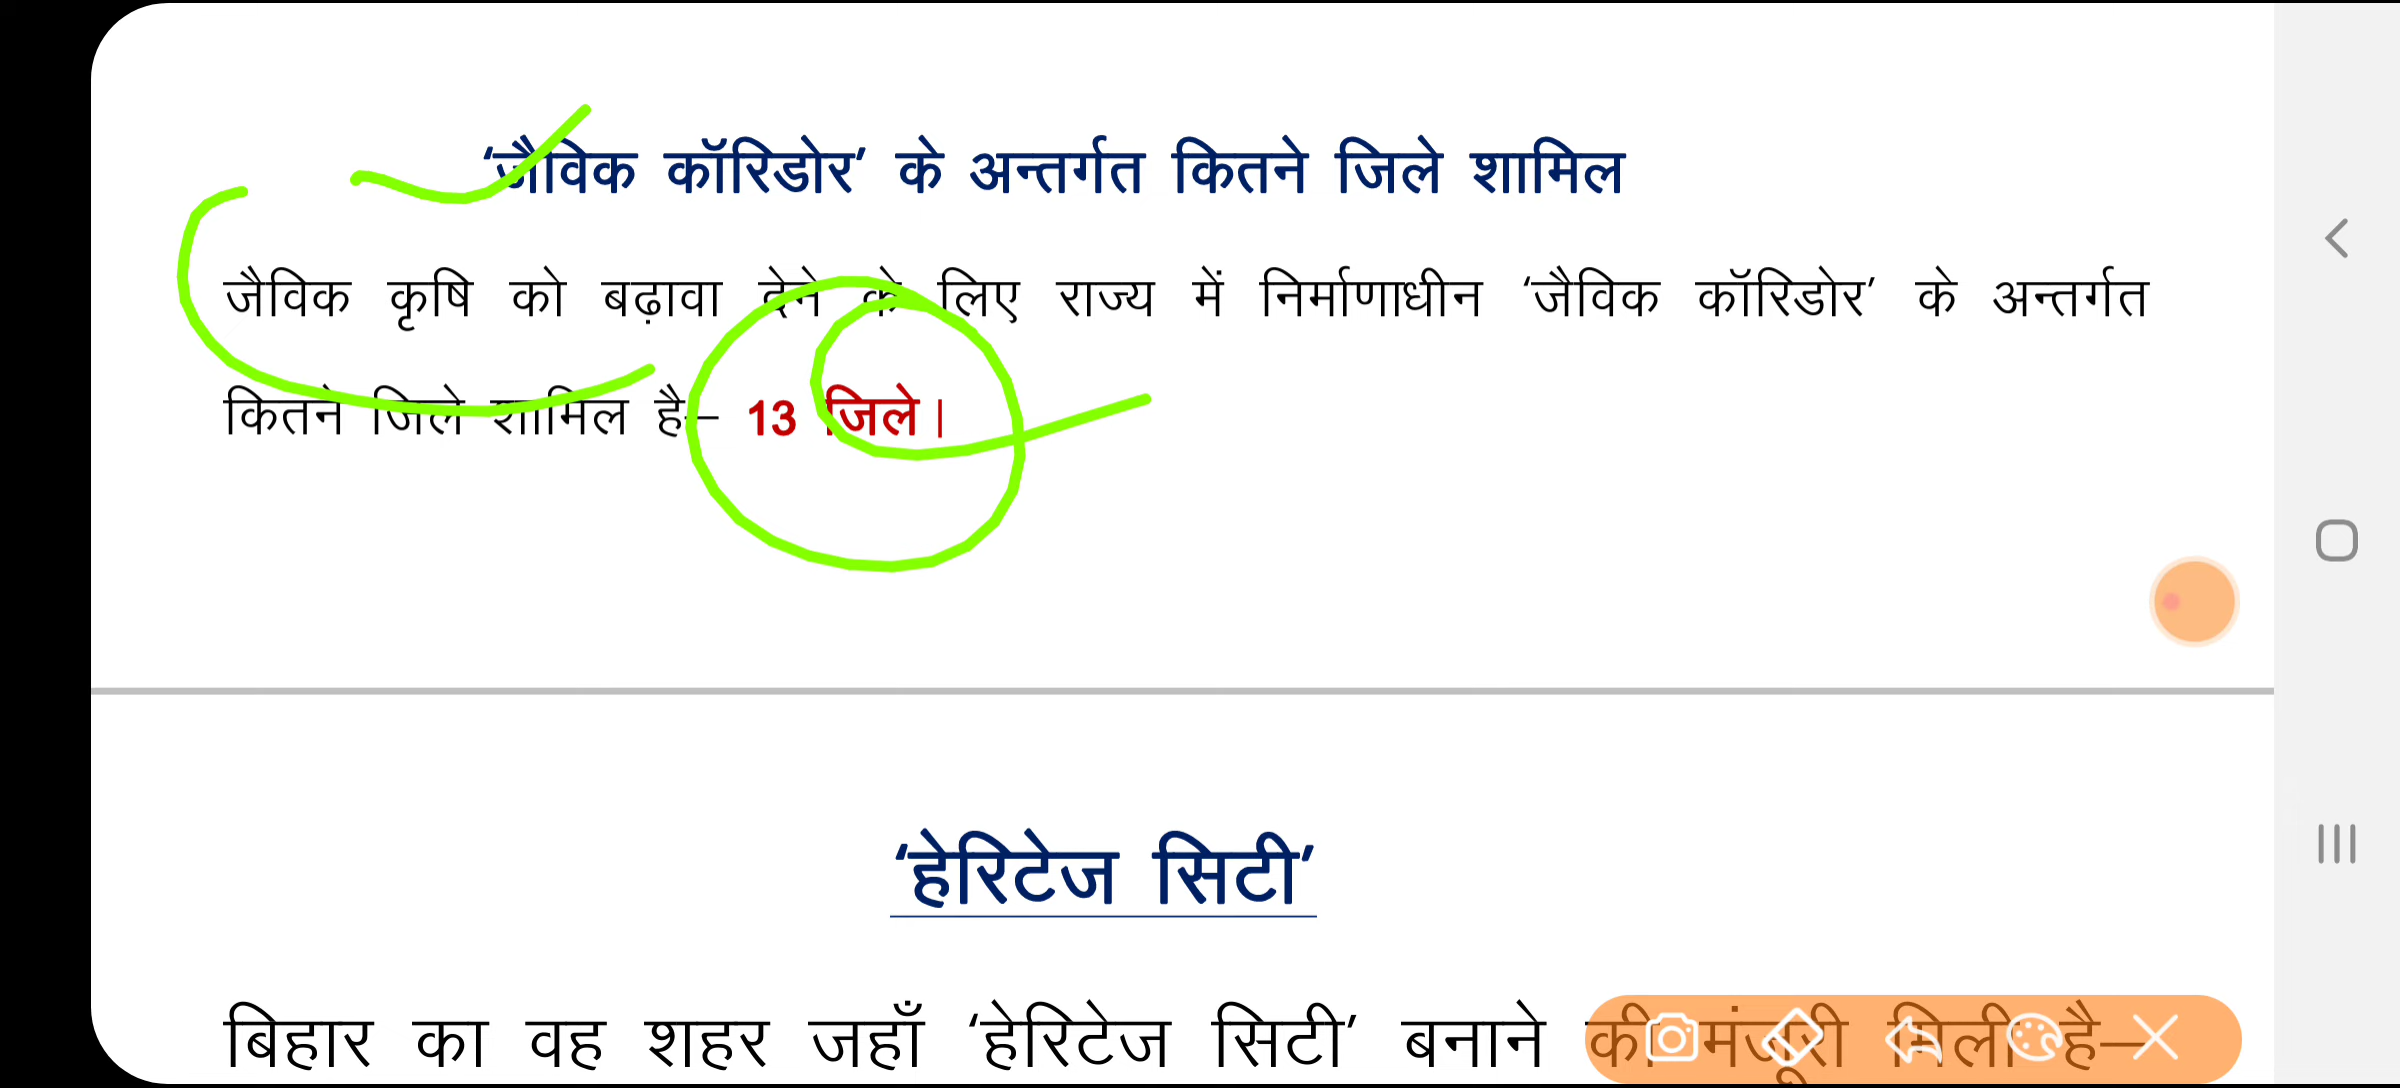 ‘जैविक कॉरिडोर’ के अन्तर्गत कितने जिले शामिल
जैविक कृषि को बढ़ावा देने के लिए राज्य में निर्माणाधीन ‘जैविक कॉरिडोर’ के अन्तर्गत
कितने जिले शामिल है– 13 जिले।
‘हेरिटेज सिटी’
बिहार का वह शहर जहाँ ‘हेरिटेज सिटी’ बनाने की मंजूरी मिली है–